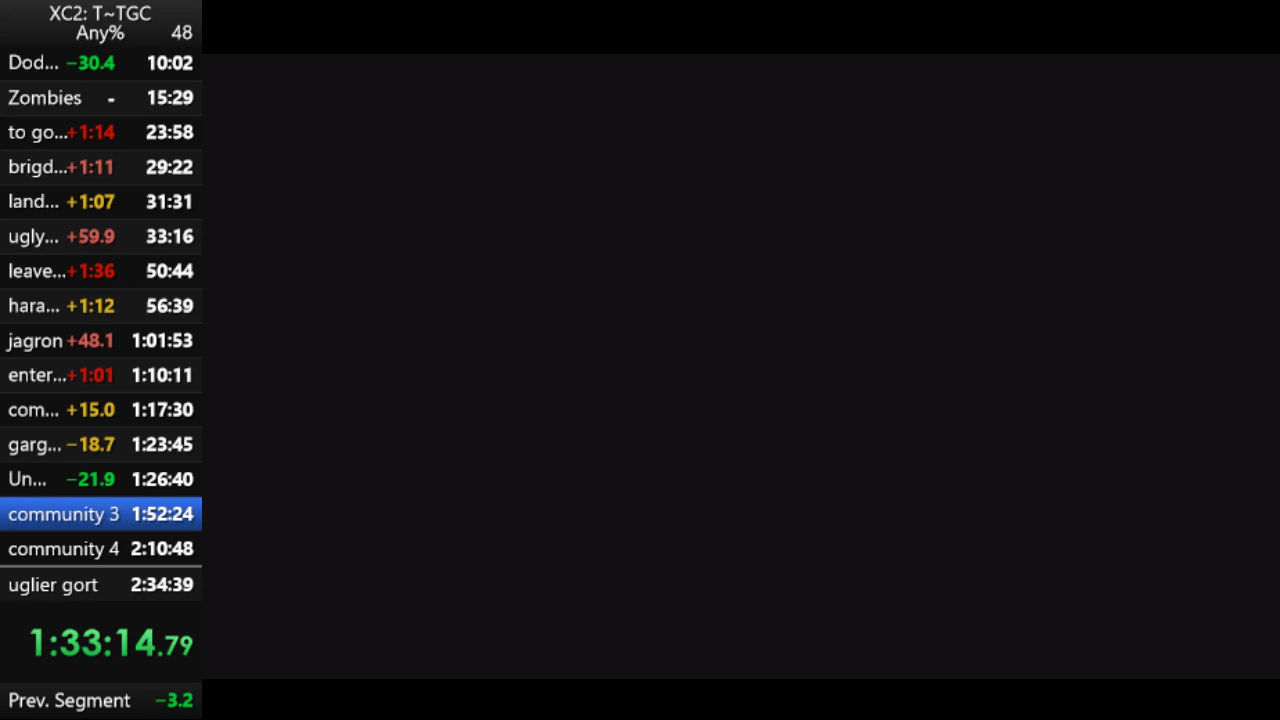 XC2: T~TGC
Any% 48
Dod... −30.4 10:02
Zombies - 15:29
to go...+1:14 23:58
brigd...+1:11 29:22
land... +1:07 31:31
ugly... +59.9 33:16
leave...+1:36 50:44
hara... +1:12 56:39
jagron +48.1 1:01:53
enter...+1:01 1:10:11
com... +15.0 1:17:30
garg... −18.7 1:23:45
Un... −21.9 1:26:40
community 3 1:52:24
community 4 2:10:48
uglier gort 2:34:39
1:33:14.79
Prev. Segment −3.2